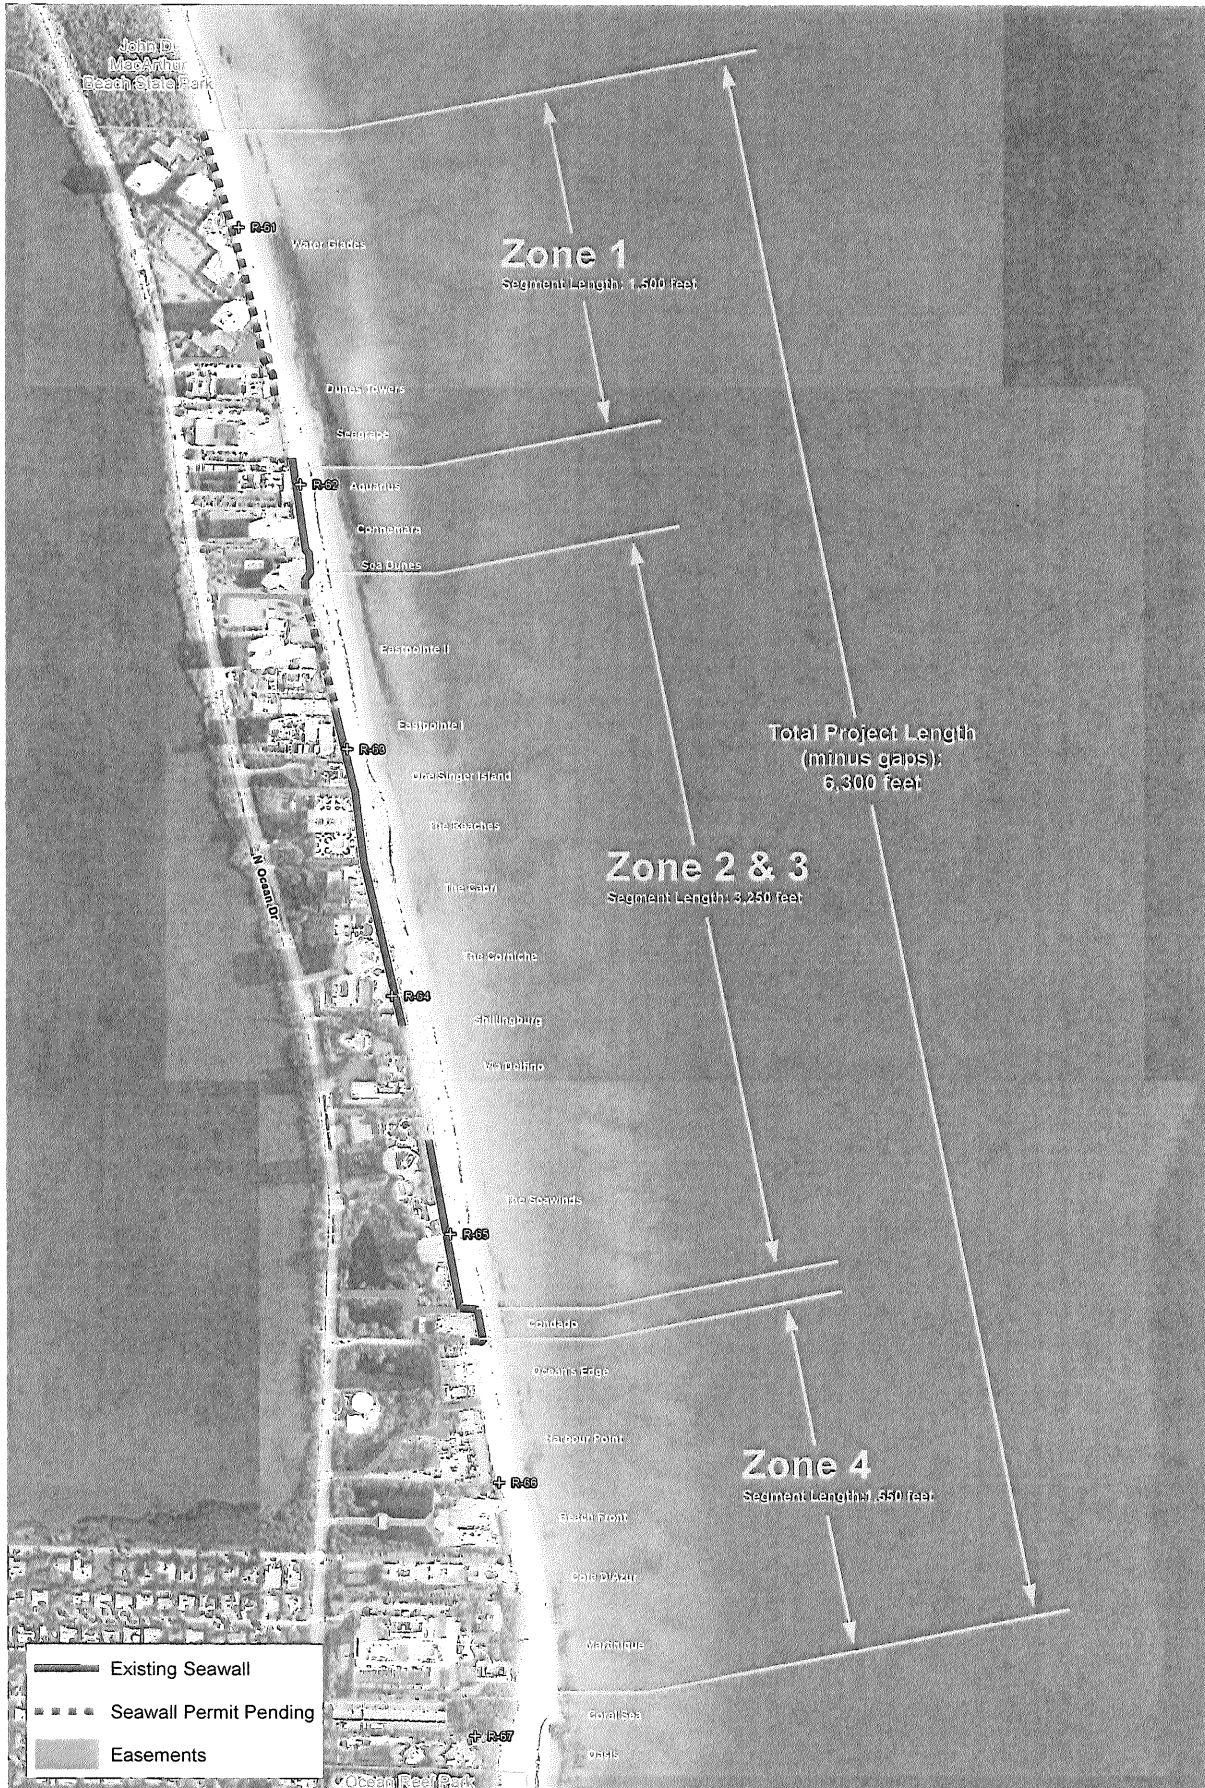 John D.
MacArthur
Beach State Park
R-61
Water Glades
Zone 1
Segment Length: 1,500 feet
Dunes Towers
Seagrape
R-62
Aquarius
Connemara
Sea Dunes
Eastpointe II
Eastpointe I
R-63
Total Project Length
(minus gaps):
6,300 feet
One Singer Island
The Reaches
Zone 2 & 3
Segment Length: 3,250 feet
N Ocean Dr
The Capri
The Corniche
R-64
Shillingburg
Via Delfino
The Seawinds
R-65
Condado
Ocean's Edge
Harbour Point
Zone 4
Segment Length: 1,550 feet
R-66
Beach Front
Cote D'Azur
Martinique
Existing Seawall
Seawall Permit Pending
Easements
Coral Sea
R-67
Oasis
Ocean Reef Park